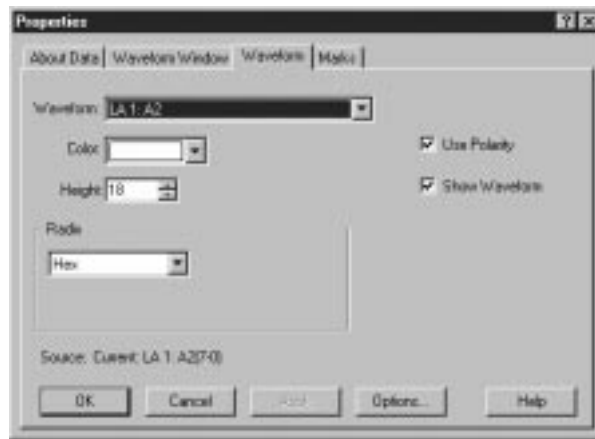 Properties
About Data Waveform Window Waveform Marks
Waveform: LA 1: A2
Color:
Use Polarity
Height: 18
Show Waveform
Radix
Hex
Source: Current: LA 1: A2(7-0)
OK Cancel Options... Help